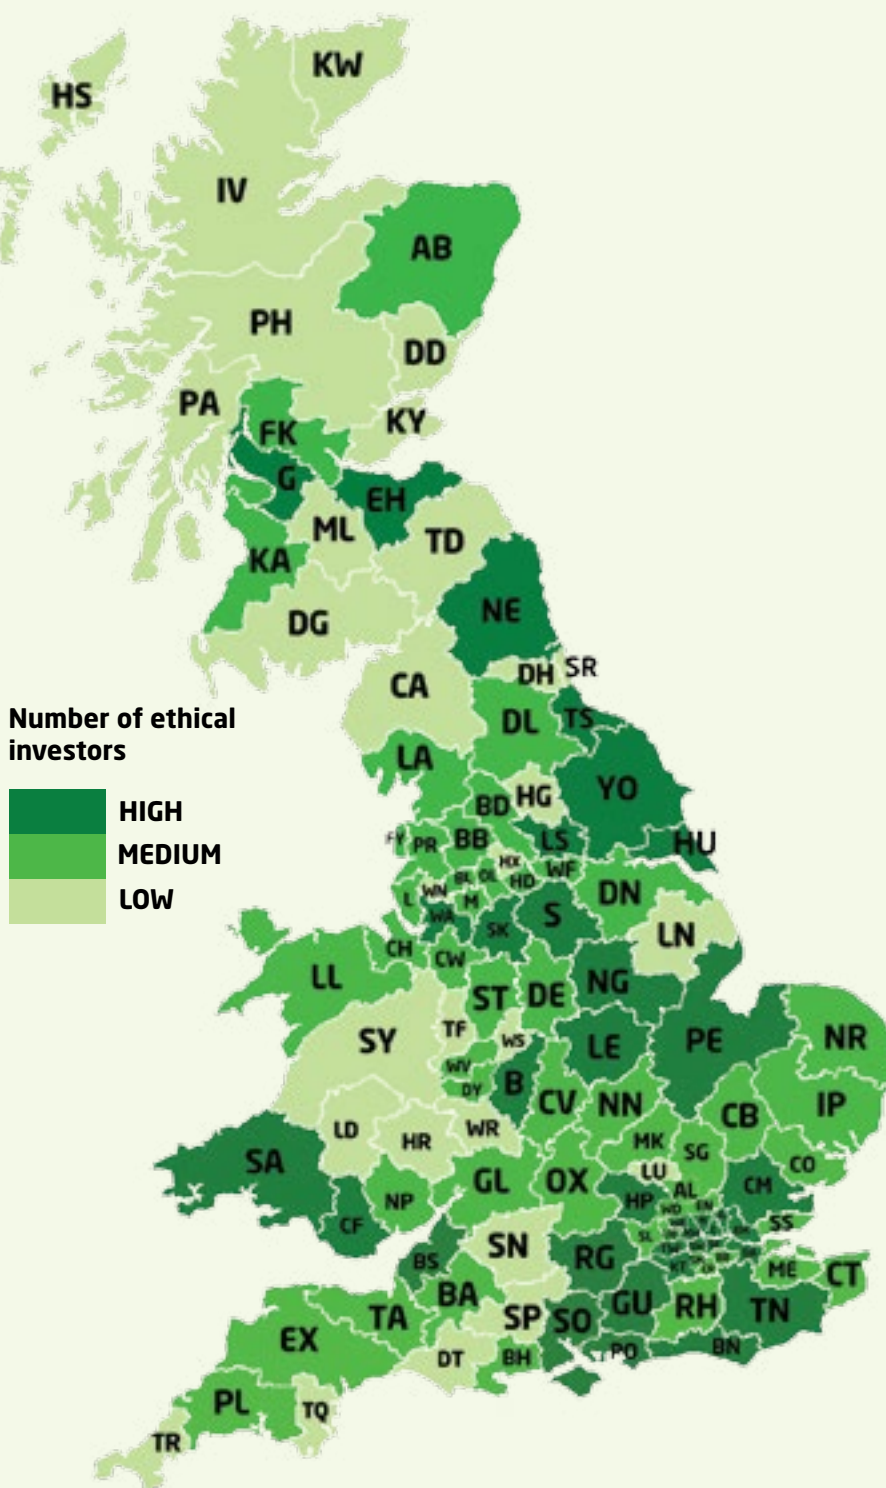 KW
HS
IV
AB
PH
DD
PA
KY
FK
G
EH
ML
TD
KA
NE
DG
DH SR
CA
Number of ethical
investors
HIGH
MEDIUM
LOW
DL TS
LA
YO
BD HG
FY PR BB LS HU
HX
BL OL HD WF
WN
L M DN
WA SK S LN
CH CW
LL ST DE NG
SY TF WS LE PE NR
WV
DY B CV NN CB IP
LD HR WR MK SG
SA LU CO
NP GL OX HP AL CM
WD EN
CF SL SS
BS SN RG KT ME CT
BA GU RH TN
TA SP SO
EX DT BH PO BN
PL TQ
TR